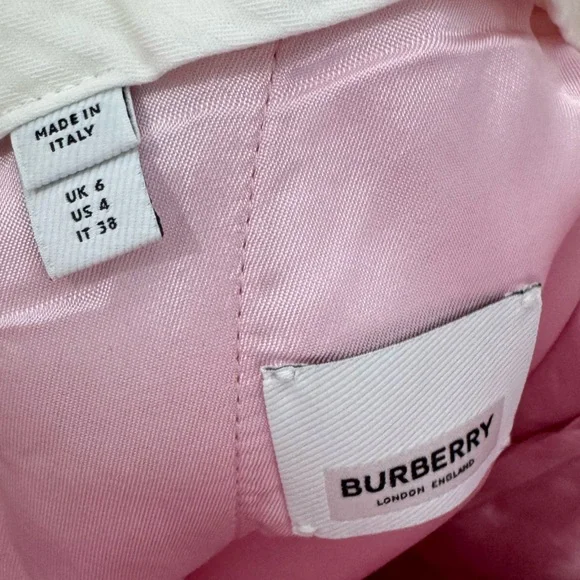 MADE IN
ITALY
UK 6
US 4
IT 38
BURBERRY
LONDON ENGLAND